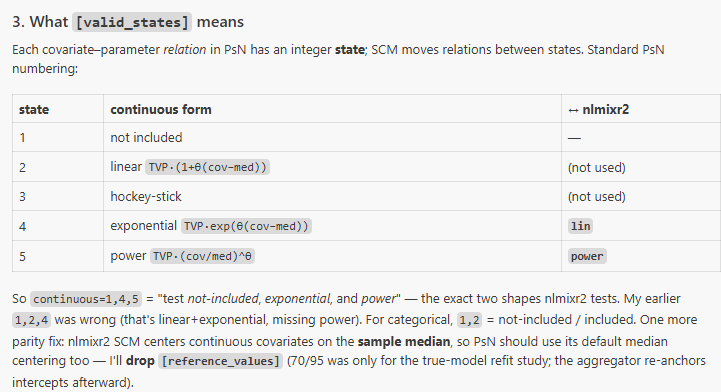 3. What [valid_states] means
Each covariate–parameter relation in PsN has an integer state; SCM moves relations between states. Standard PsN
numbering:
state continuous form ↔ nlmixr2
1 not included —
2 linear TVP·(1+θ(cov−med)) (not used)
3 hockey-stick (not used)
4 exponential TVP·exp(θ(cov−med)) lin
5 power TVP·(cov/med)^θ power
So continuous=1,4,5 = "test not-included, exponential, and power" — the exact two shapes nlmixr2 tests. My earlier
1,2,4 was wrong (that's linear+exponential, missing power). For categorical, 1,2 = not-included / included. One more
parity fix: nlmixr2 SCM centers continuous covariates on the sample median, so PsN should use its default median
centering too — I'll drop [reference_values] (70/95 was only for the true-model refit study; the aggregator re-anchors
intercepts afterward).